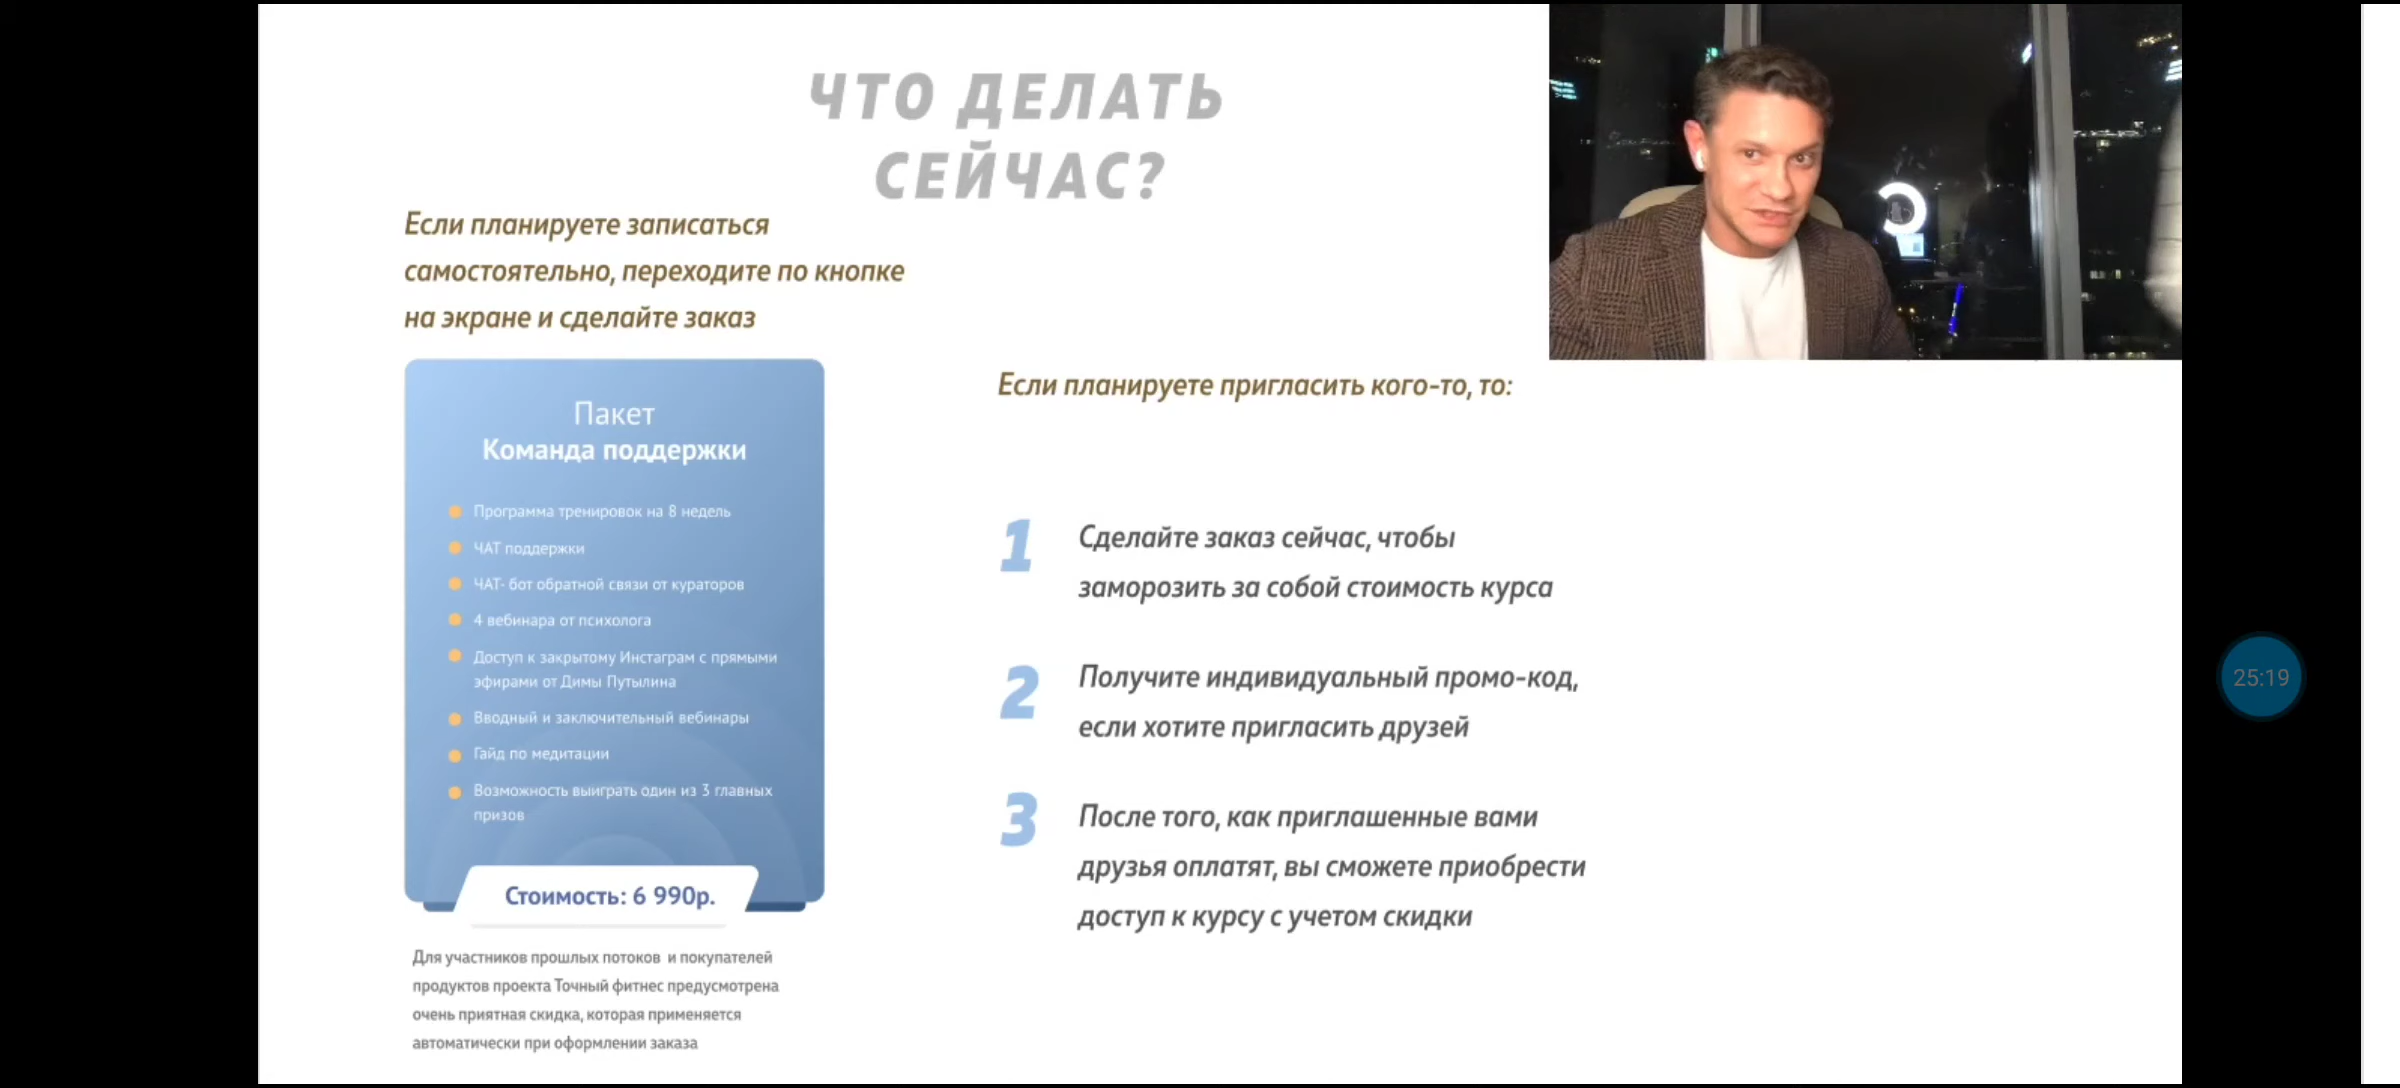 ЧТО ДЕЛАТЬ
СЕЙЧАС?
Если планируете записаться
самостоятельно, переходите по кнопке
на экране и сделайте заказ
Пакет
Команда поддержки
Программа тренировок на 8 недель
ЧАТ поддержки
ЧАТ- бот обратной связи от кураторов
4 вебинара от психолога
Доступ к закрытому Инстаграм с прямыми
эфирами от Димы Путылина
Вводный и заключительный вебинары
Гайд по медитации
Возможность выиграть один из 3 главных
призов
Стоимость: 6 990р.
Для участников прошлых потоков и покупателей
продуктов проекта Точный фитнес предусмотрена
очень приятная скидка, которая применяется
автоматически при оформлении заказа
Если планируете пригласить кого-то, то:
1 Сделайте заказ сейчас, чтобы
заморозить за собой стоимость курса
2 Получите индивидуальный промо-код,
если хотите пригласить друзей
3 После того, как приглашенные вами
друзья оплатят, вы сможете приобрести
доступ к курсу с учетом скидки
25:19